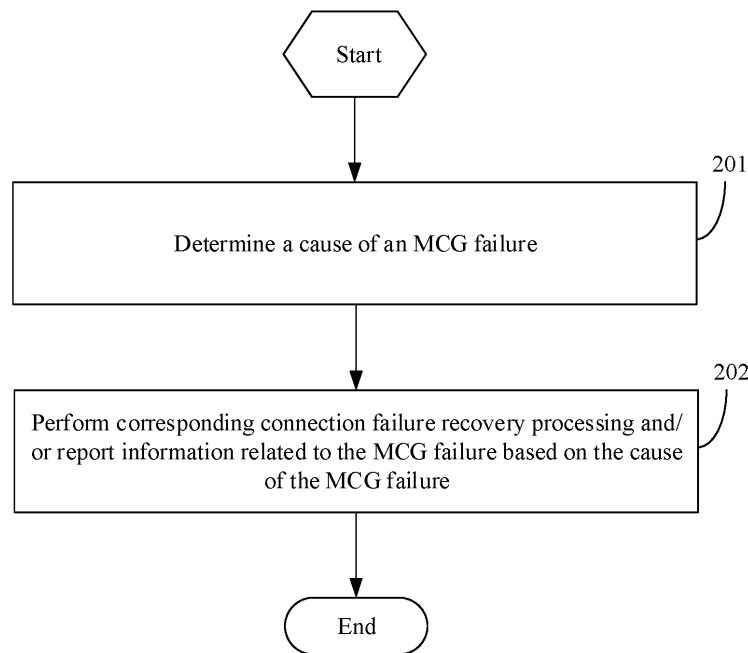 Start
201
Determine a cause of an MCG failure
202
Perform corresponding connection failure recovery processing and/
or report information related to the MCG failure based on the cause
of the MCG failure
End